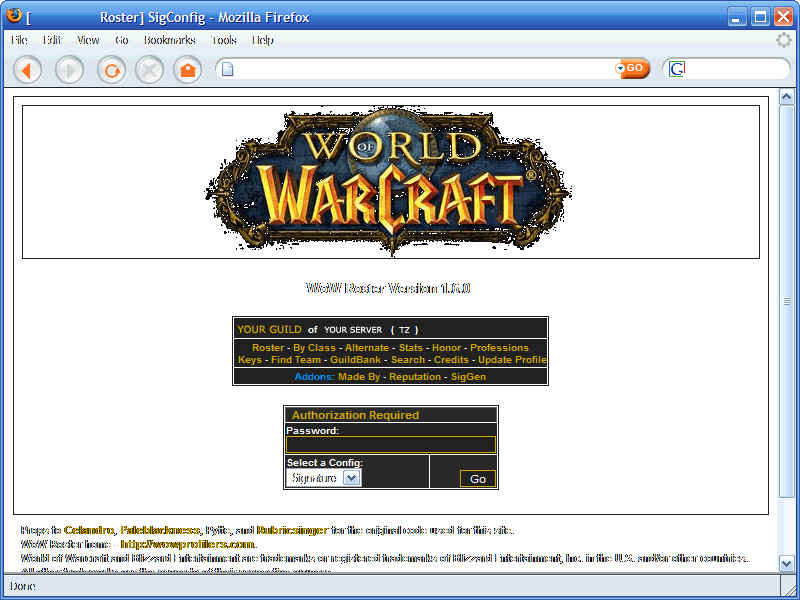 [ Roster] SigConfig - Mozilla Firefox
File Edit View Go Bookmarks Tools Help
GO G
WORLD
OF
WARCRAFT®
WoW Roster Version 1.6.0
YOUR GUILD of YOUR SERVER ( TZ )
Roster - By Class - Alternate - Stats - Honor - Professions
Keys - Find Team - GuildBank - Search - Credits - Update Profile
Addons: Made By - Reputation - SigGen
Authorization Required
Password:
Select a Config:
Signature Go
Props to Celandro, Paleblackness, Pytte, and Rubricsinger for the original code used for this site.
WoW Roster home - http://wowprofilers.com.
World of Warcraft and Blizzard Entertainment are trademarks or registered trademarks of Blizzard Entertainment, Inc. in the U.S. and/or other countries.
Done